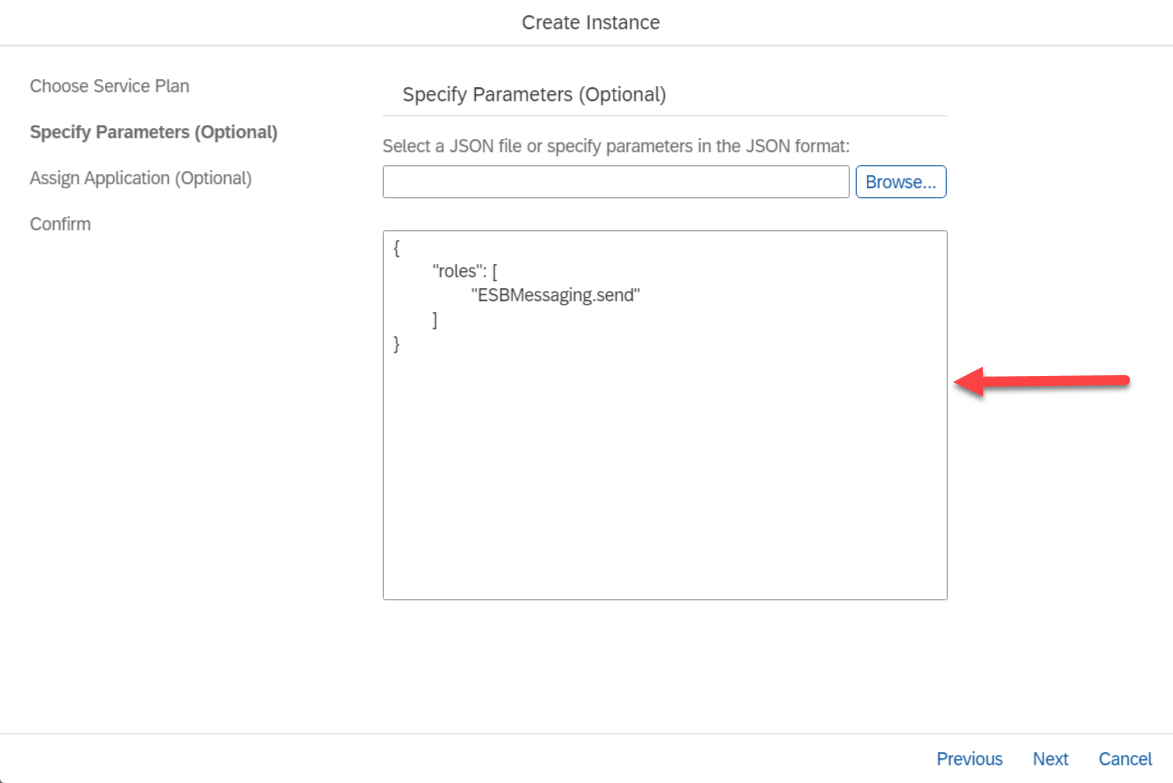 Create Instance
Choose Service Plan
Specify Parameters (Optional)
Assign Application (Optional)
Confirm
Specify Parameters (Optional)
Select a JSON file or specify parameters in the JSON format:
Browse...
{
"roles": [
"ESBMessaging.send"
]
}
Previous Next Cancel